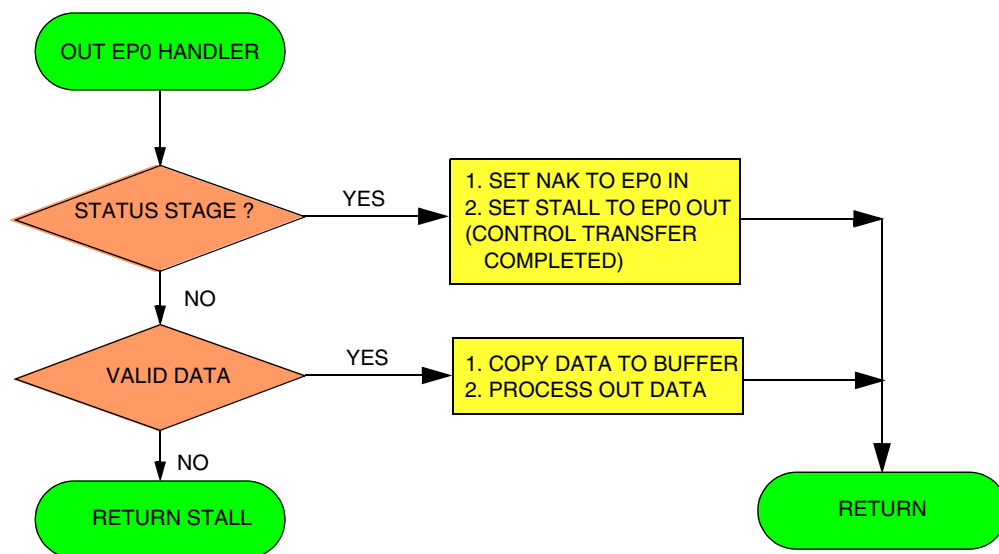 OUT EP0 HANDLER
STATUS STAGE ?
YES
1. SET NAK TO EP0 IN
2. SET STALL TO EP0 OUT
(CONTROL TRANSFER
COMPLETED)
NO
VALID DATA
YES
1. COPY DATA TO BUFFER
2. PROCESS OUT DATA
NO
RETURN STALL
RETURN